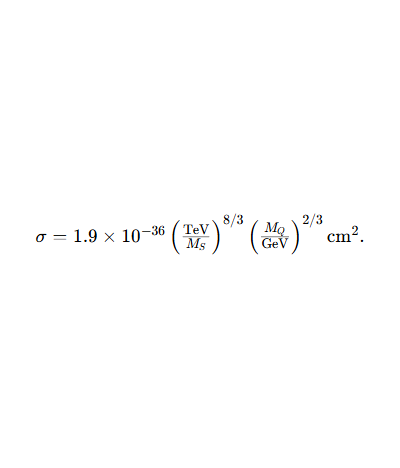 σ = 1.9 × 10^{−36} (TeV/M_S)^{8/3} (M_Q/GeV)^{2/3} cm^2.